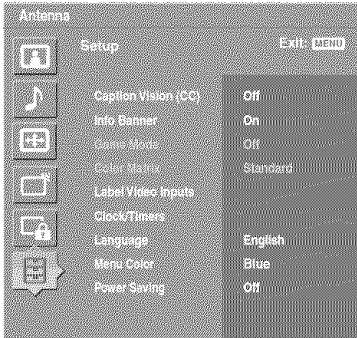 Antenna
Setup Exit: MENU
Caption Vision (CC) Off
Info Banner On
Game Mode Off
Color Matrix Standard
Label Video Inputs
Clock/Timers
Language English
Menu Color Blue
Power Saving Off